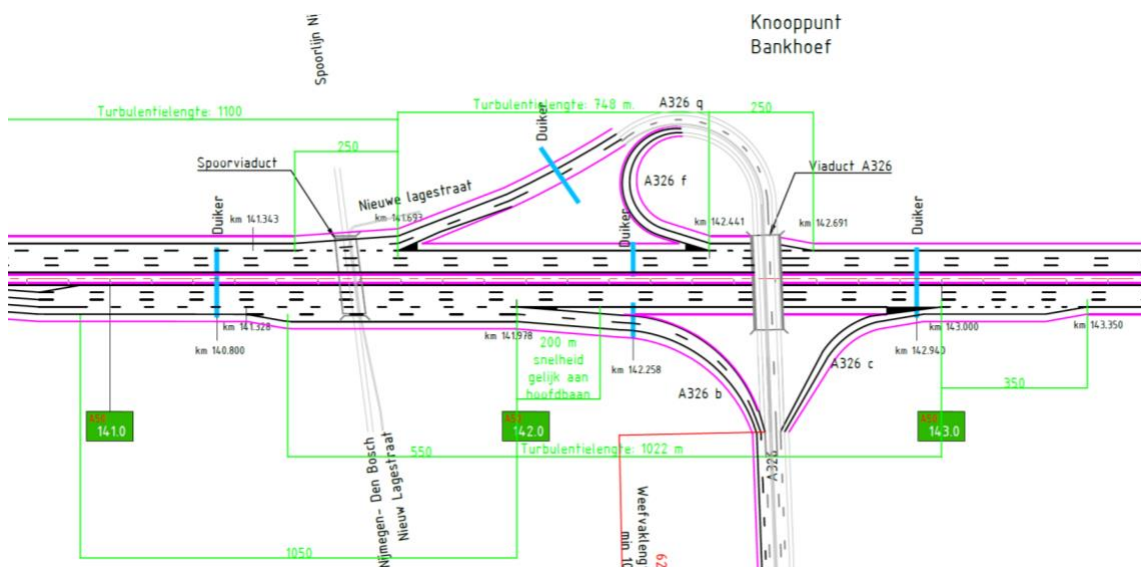 Knooppunt
Bankhoef
Spoorlijn Ni
Turbulentielengte: 1100
Turbulentielengte: 748 m.
A326 q
250
250
Duiker
Spoorviaduct
Viaduct A326
A326 f
Nieuwe lagestraat
Duiker
km 141.343
km 141.693
Duiker
km 142.441
km 142.691
Duiker
km 141.328
km 140.800
km 141.978
km 142.258
km 143.000
km 143.350
km 142.940
200 m
snelheid
gelijk aan
hoofdbaan
A326 b
A326 c
350
141.0
142.0
143.0
550
Turbulentielengte: 1022 m
A326
Nijmegen- Den Bosch
Nieuw Lagestraat
1050
Weefvakleng
min 10
62